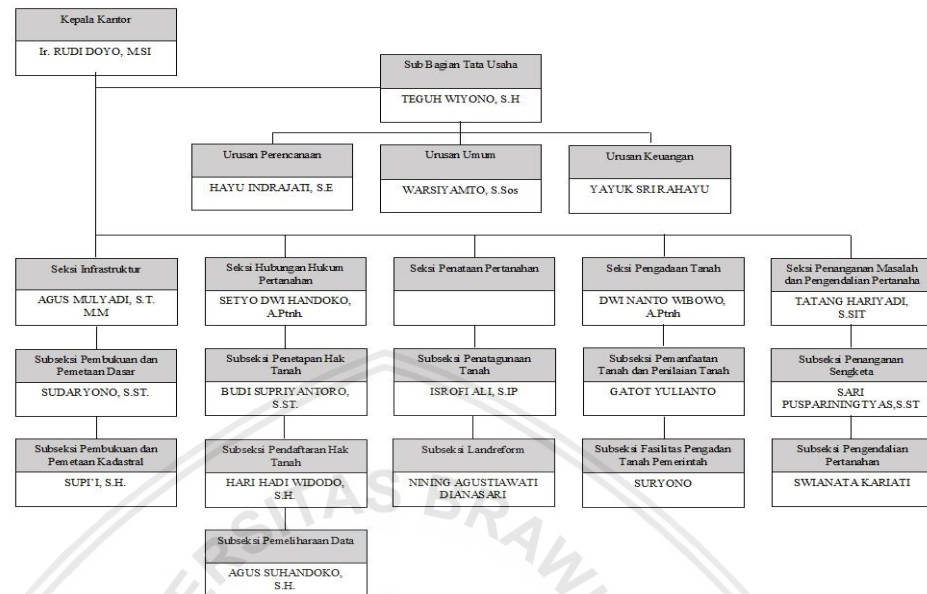 Kepala Kantor
Ir. RUDI DOYO, M.SI
Sub Bagian Tata Usaha
TEGUH WIYONO, S.H
Urusan Perencanaan
HAYU INDRAJATI, S.E
Urusan Umum
WARSIYAMTO, S.Sos
Urusan Keuangan
YAYUK SRI RAHAYU
Seksi Infrastruktur
AGUS MULYADI, S.T.
M.M
Seksi Hubungan Hukum
Pertanahan
SETYO DWI HANDOKO,
A.Ptnh.
Seksi Penataan Pertanahan
Seksi Pengadaan Tanah
DWI NANTO WIBOWO,
A.Ptnh
Seksi Penanganan Masalah
dan Pengendalian Pertanaha
TATANG HARIYADI,
S.SIT
Subseksi Pembukuan dan
Pemetaan Dasar
SUDARYONO, S.ST.
Subseksi Penetapan Hak
Tanah
BUDI SUPRIYANTORO,
S.ST.
Subseksi Penatagunaan
Tanah
ISROFI ALI, S.IP
Subseksi Pemanfaatan
Tanah dan Penilaian Tanah
GATOT YULIANTO
Subseksi Penanganan
Sengketa
SARI
PUSPARININGTYAS,S.ST
Subseksi Pembukuan dan
Pemetaan Kadastral
SUPI'I, S.H.
Subseksi Pendaftaran Hak
Tanah
HARI HADI WIDODO,
S.H.
Subseksi Landreform
NINING AGUSTIAWATI
DIANASARI
Subseksi Fasilitas Pengadan
Tanah Pemerintah
SURYONO
Subseksi Pengendalian
Pertanahan
SWIANATA KARIATI
Subseksi Pemeliharaan Data
AGUS SUHANDOKO,
S.H.